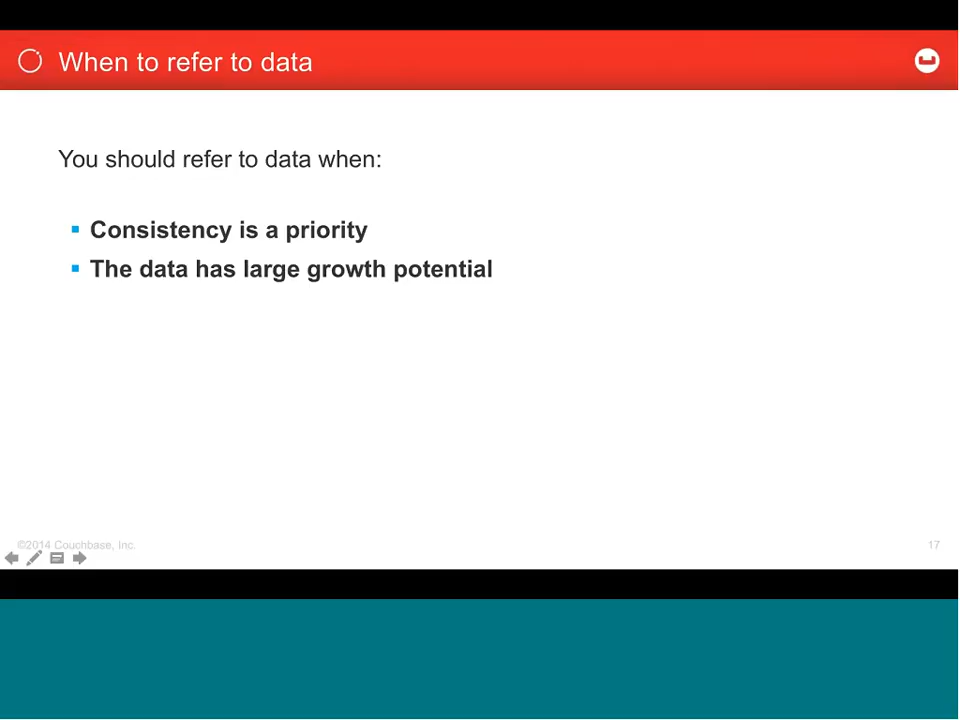 When to refer to data
You should refer to data when:
Consistency is a priority
The data has large growth potential
©2014 Couchbase, Inc.
17